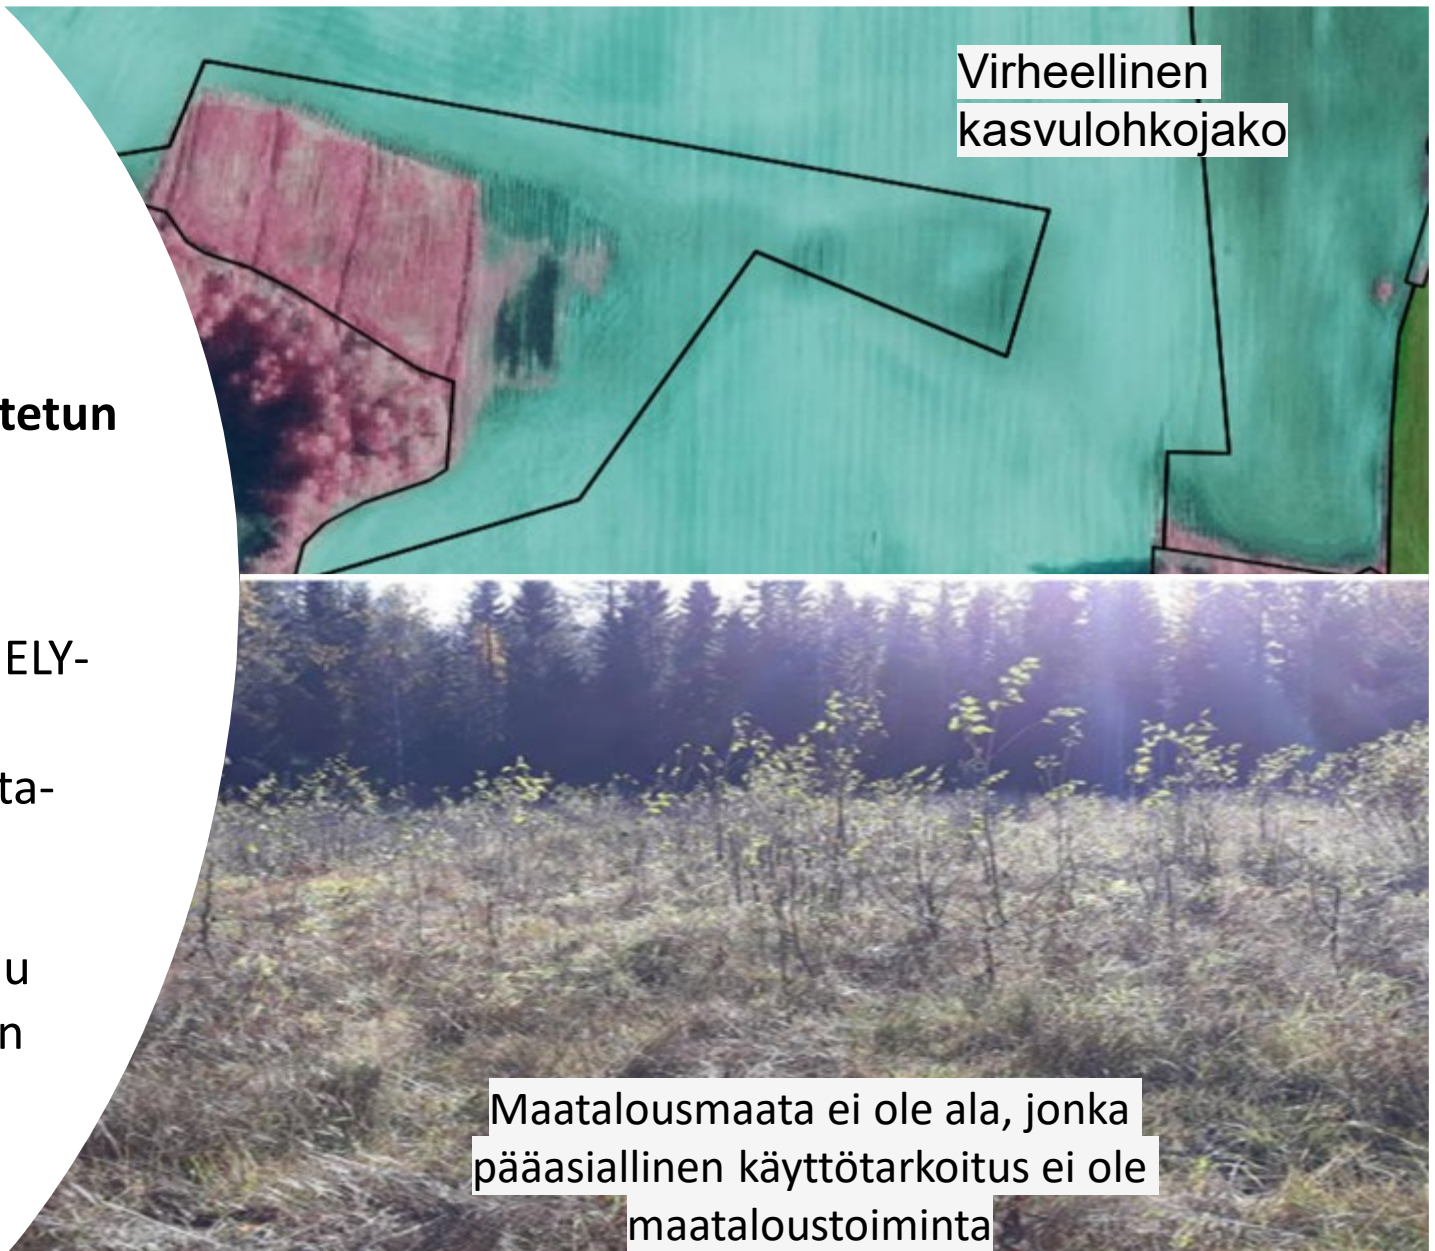 Virheellinen
kasvulohkojako
tetun
ELY-
ta-
u
n
Maatalousmaata ei ole ala, jonka
pääasiallinen käyttötarkoitus ei ole
maataloustoiminta